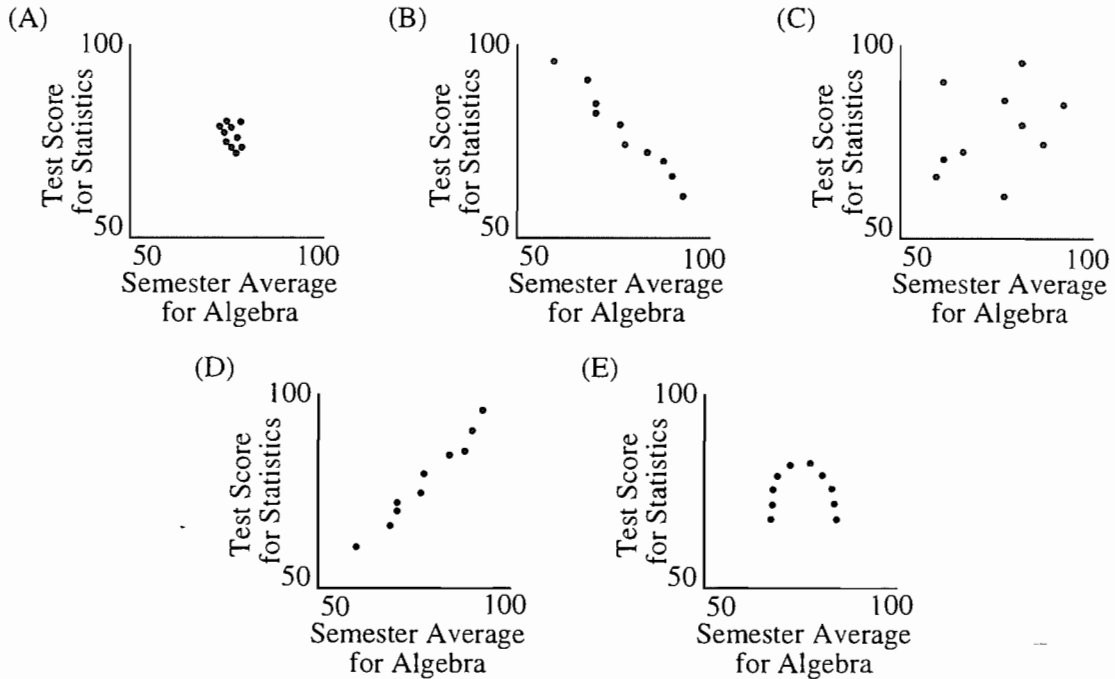 (A)
100
Test Score
for Statistics
50
50 100
Semester Average
for Algebra
(B)
100
Test Score
for Statistics
50
50 100
Semester Average
for Algebra
(C)
100
Test Score
for Statistics
50
50 100
Semester Average
for Algebra
(D)
100
Test Score
for Statistics
50
50 100
Semester Average
for Algebra
(E)
100
Test Score
for Statistics
50
50 100
Semester Average
for Algebra